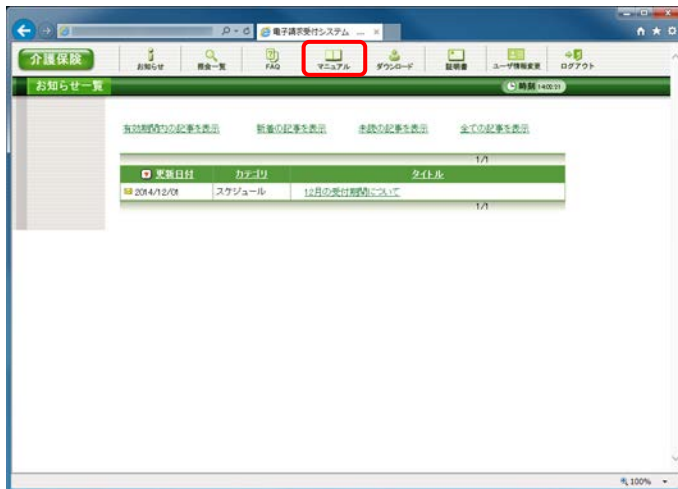 電子請求受付システム ...
介護保険
お知らせ 照会一覧 FAQ マニュアル ダウンロード 証明書 ユーザ情報変更 ログアウト
お知らせ一覧 時刻 14:00:31
有効期間内の記事を表示 新着の記事を表示 未読の記事を表示 全ての記事を表示
1/1
更新日付 カテゴリ タイトル
2014/12/01 スケジュール 12月の受付期間について
1/1
100%